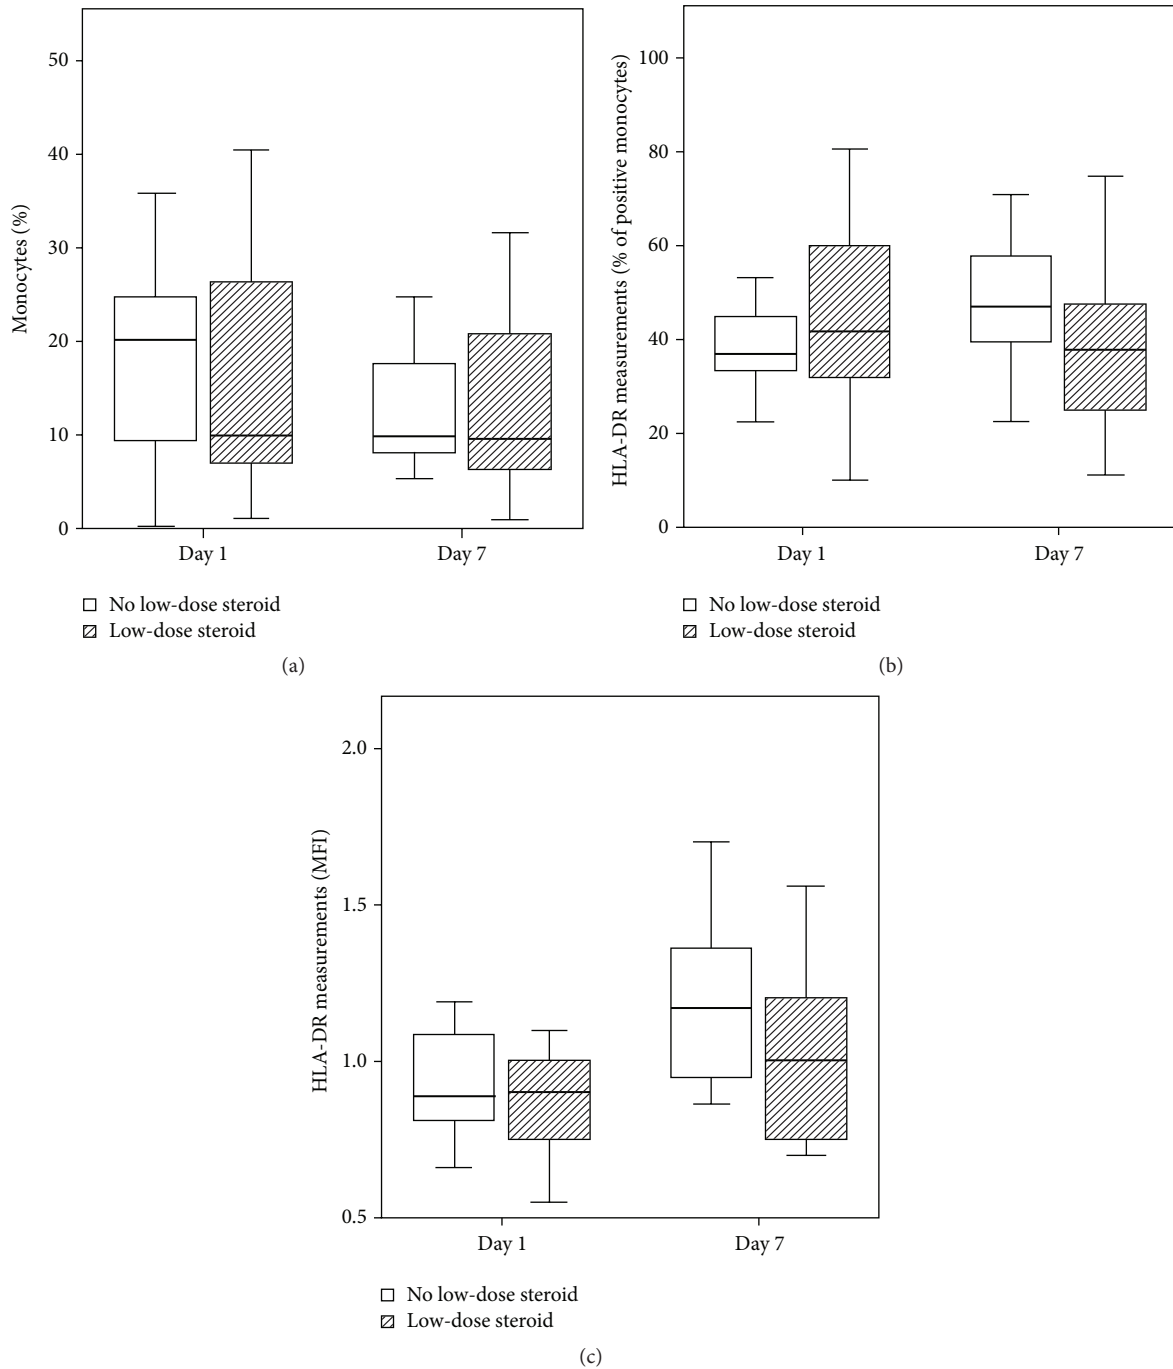 Monocytes (%)
50
40
30
20
10
0
Day 1
Day 7
No low-dose steroid
Low-dose steroid
(a)
HLA-DR measurements (% of positive monocytes)
100
80
60
40
20
0
Day 1
Day 7
No low-dose steroid
Low-dose steroid
(b)
HLA-DR measurements (MFI)
2.0
1.5
1.0
0.5
Day 1
Day 7
No low-dose steroid
Low-dose steroid
(c)